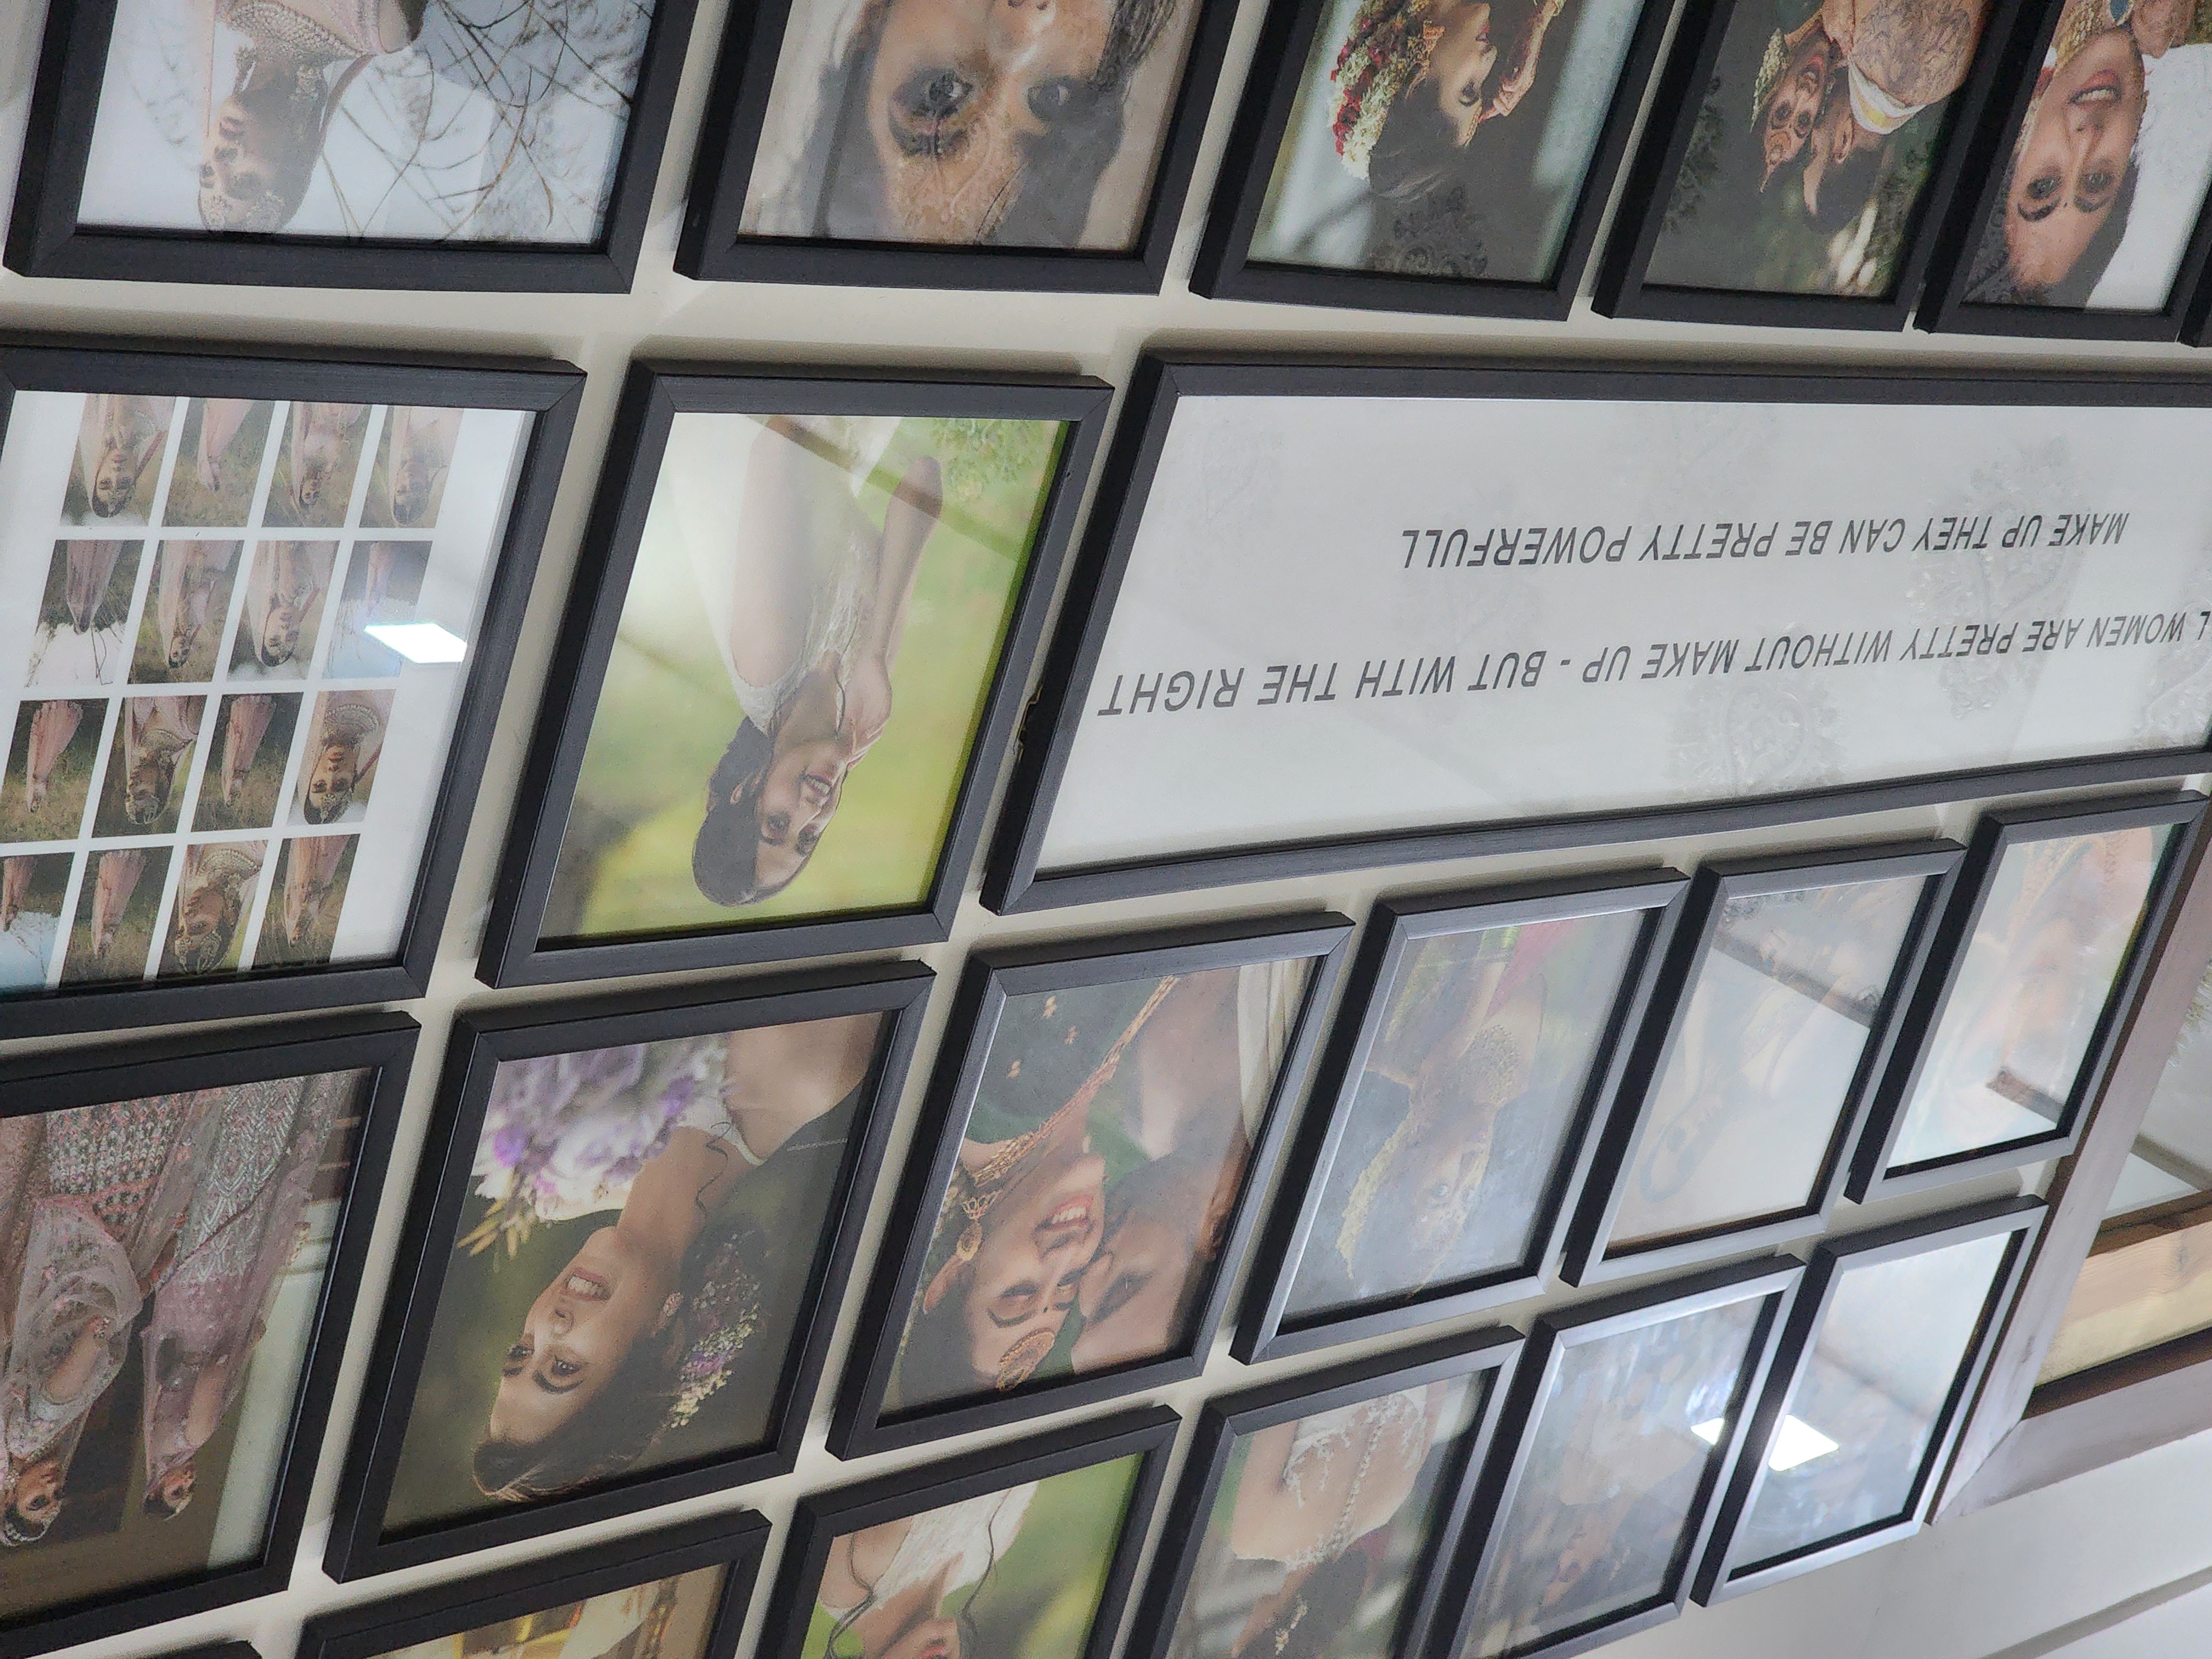 L WOMEN ARE PRETTY WITHOUT MAKE UP - BUT WITH THE RIGHT
MAKE UP THEY CAN BE PRETTY POWERFULL